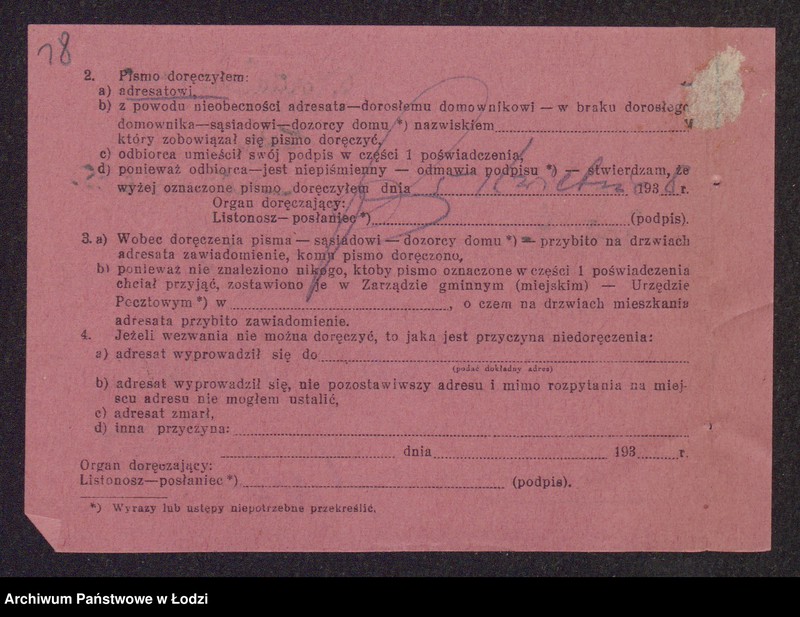 18
2. Pismo doręczyłem:
a) adresatowi,
b) z powodu nieobecności adresata—dorosłemu domownikowi — w braku dorosłego
domownika—sąsiadowi—dozorcy domu *) nazwiskiem
który zobowiązał się pismo doręczyć,
c) odbiorca umieścił swój podpis w części 1 poświadczenia,
d) ponieważ odbiorca—jest niepiśmienny — odmawia podpisu *) — stwierdzam, że
wyżej oznaczone pismo doręczyłem dnia 193 r.
Organ doręczający:
Listonosz—posłaniec *) (podpis).
3. a) Wobec doręczenia pisma — sąsiadowi — dozorcy domu *) — przybito na drzwiach
adresata zawiadomienie, komu pismo doręczono,
b) ponieważ nie znaleziono nikogo, ktoby pismo oznaczone w części 1 poświadczenia
chciał przyjąć, zostawiono je w Zarządzie gminnym (miejskim) — Urzędzie
Pocztowym *) w , o czem na drzwiach mieszkania
adresata przybito zawiadomienie.
4. Jeżeli wezwania nie można doręczyć, to jaka jest przyczyna niedoręczenia:
a) adresat wyprowadził się do
(podać dokładny adres)
b) adresat wyprowadził się, nie pozostawiwszy adresu i mimo rozpytania na miej-
scu adresu nie mogłem ustalić,
c) adresat zmarł,
d) inna przyczyna:
dnia 193 r.
Organ doręczający:
Listonosz—posłaniec *) (podpis).
*) Wyrazy lub ustępy niepotrzebne przekreślić.
Archiwum Państwowe w Łodzi